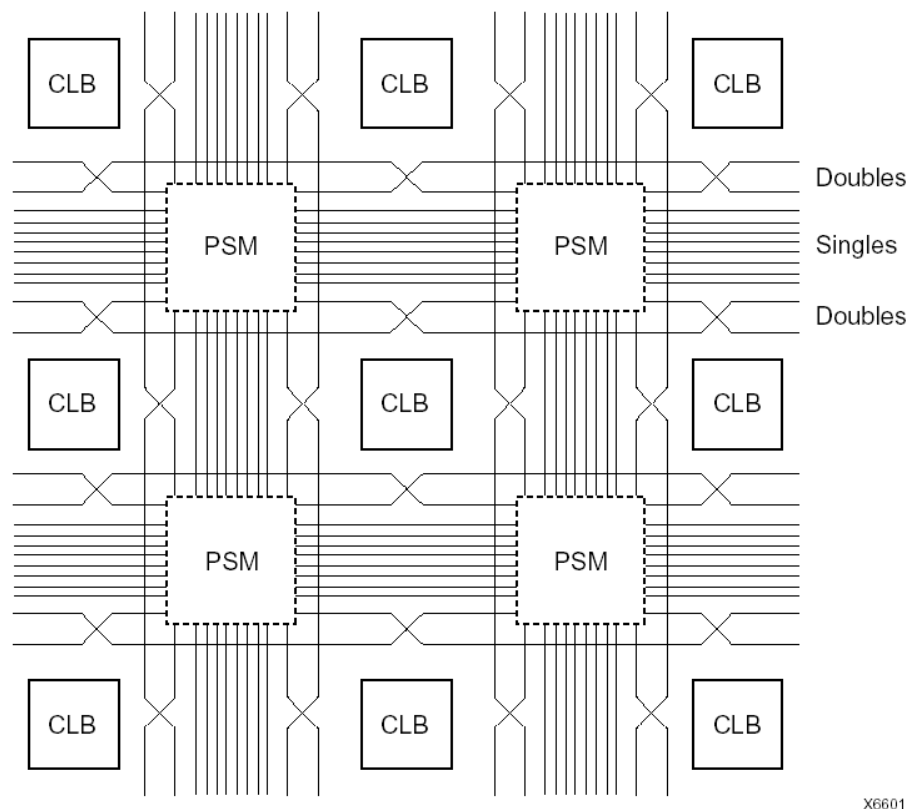 CLB CLB CLB
Doubles
PSM PSM Singles
Doubles
CLB CLB CLB
PSM PSM
CLB CLB CLB
X6601